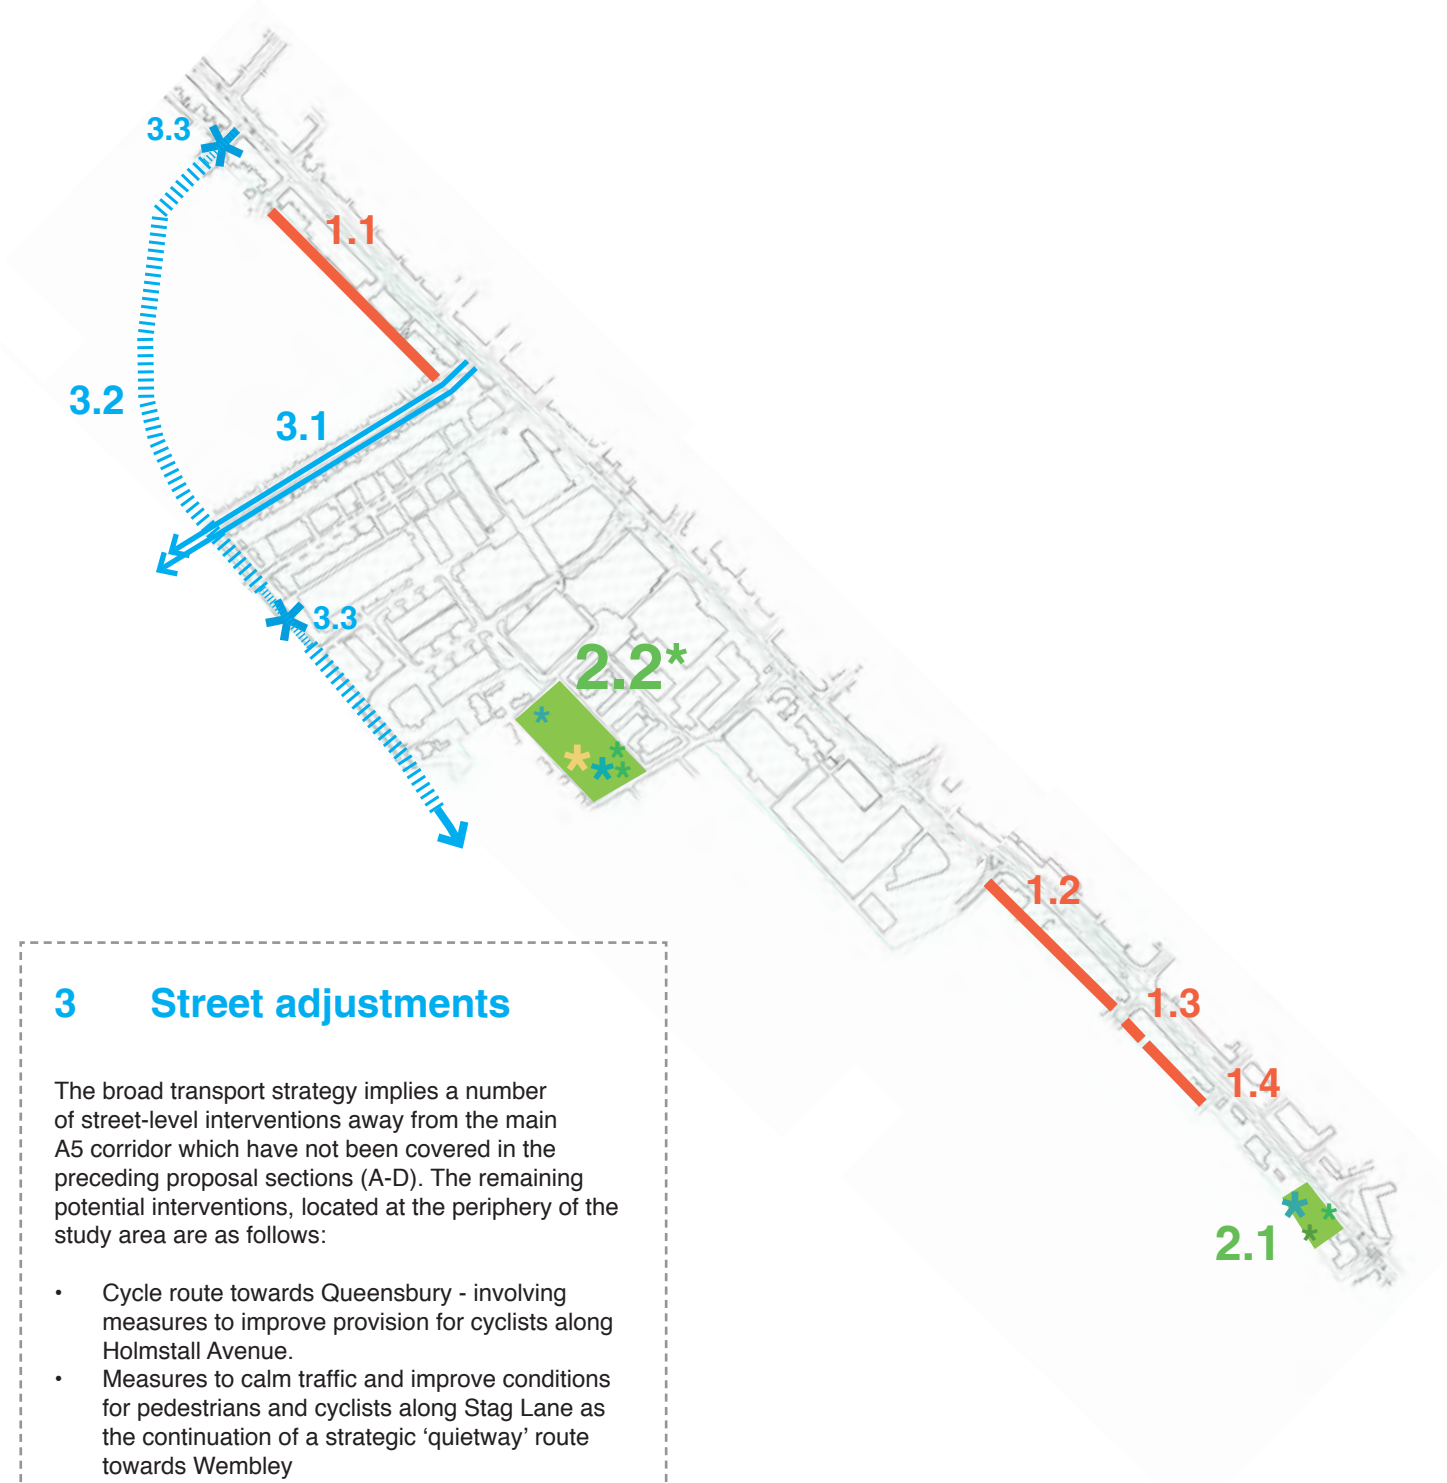 3.3
1.1
3.2
3.1
3.3
2.2*
1.2
1.3
1.4
2.1
3 Street adjustments
The broad transport strategy implies a number
of street-level interventions away from the main
A5 corridor which have not been covered in the
preceding proposal sections (A-D). The remaining
potential interventions, located at the periphery of the
study area are as follows:
• Cycle route towards Queensbury - involving
measures to improve provision for cyclists along
Holmstall Avenue.
• Measures to calm traffic and improve conditions
for pedestrians and cyclists along Stag Lane as
the continuation of a strategic ‘quietway’ route
towards Wembley